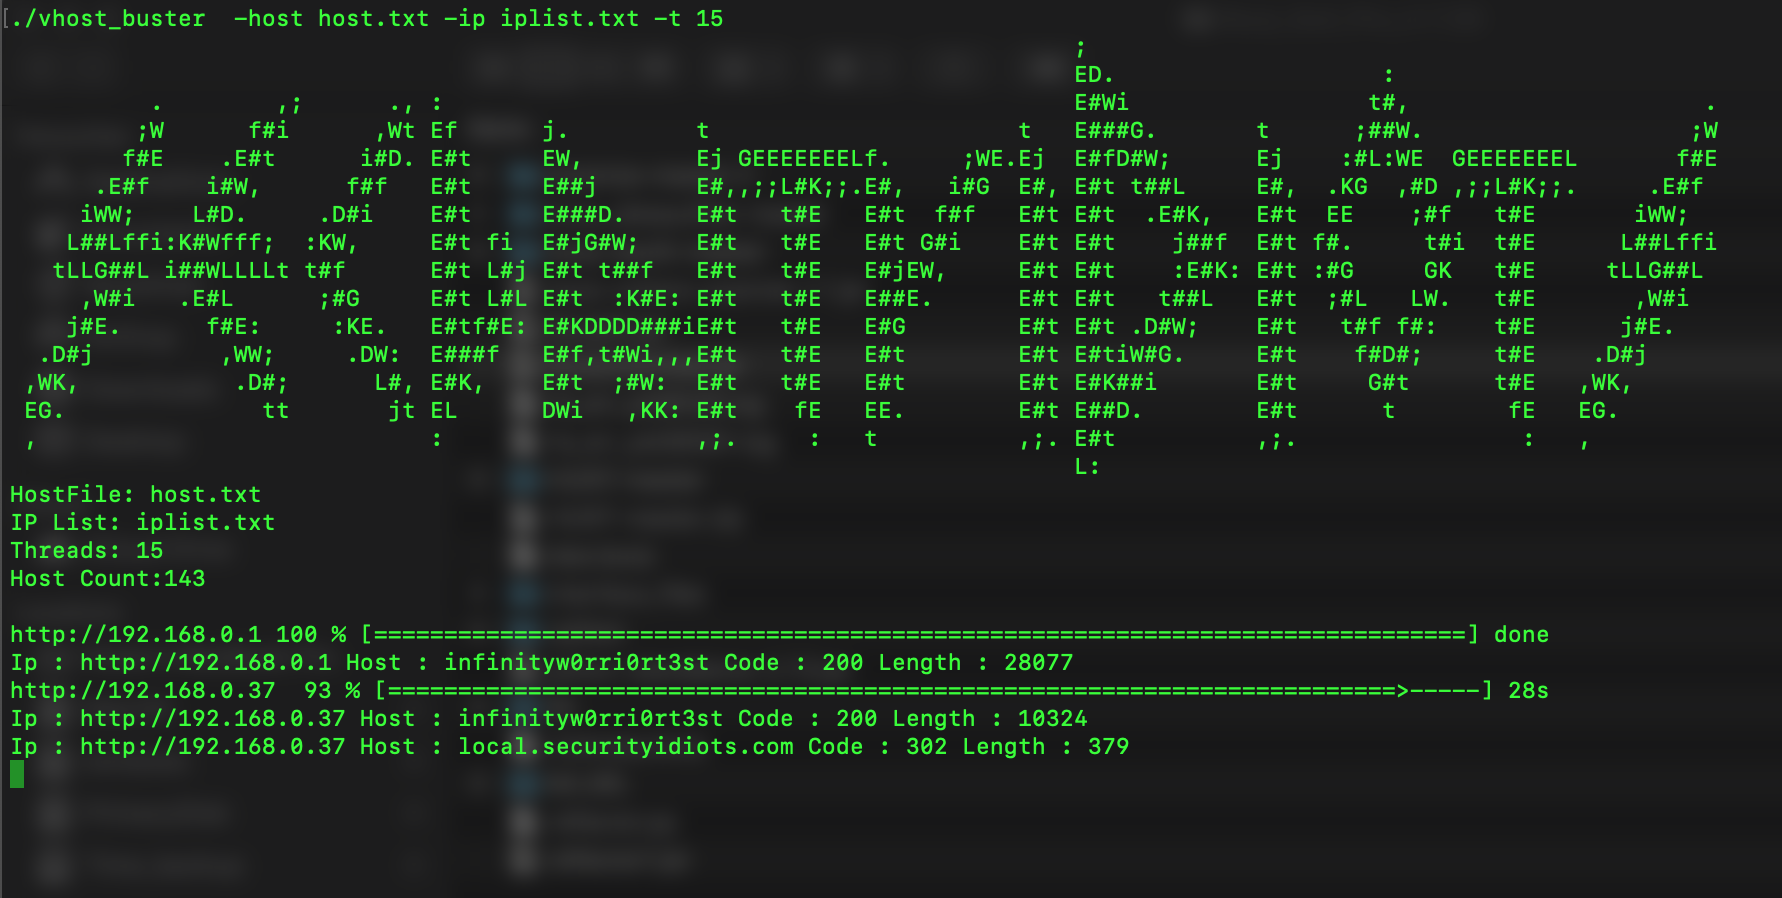 [./vhost_buster  -host host.txt -ip iplist.txt -t 15
                                                                            ;
                                                                            ED.                   :
          .        ,;      ., :                                             E#Wi                 t#,                     .
         ;W      f#i      ,Wt Ef      j.         t                      t   E###G.       t      ;##W.                   ;W
        f#E    .E#t      i#D. E#t     EW,        Ej GEEEEEEELf.     ;WE.Ej  E#fD#W;      Ej    :#L:WE  GEEEEEEEL       f#E
      .E#f    i#W,      f#f   E#t     E##j       E#,,;;L#K;;.E#,   i#G  E#, E#t t##L     E#,  .KG  ,#D ,;;L#K;;.     .E#f
     iWW;    L#D.     .D#i    E#t     E###D.     E#t   t#E   E#t  f#f   E#t E#t  .E#K,   E#t  EE    ;#f   t#E       iWW;
    L##Lffi:K#Wfff;  :KW,     E#t fi  E#jG#W;    E#t   t#E   E#t G#i    E#t E#t    j##f  E#t f#.     t#i  t#E      L##Lffi
   tLLG##L i##WLLLLt t#f      E#t L#j E#t t##f   E#t   t#E   E#jEW,     E#t E#t    :E#K: E#t :#G     GK   t#E     tLLG##L
     ,W#i   .E#L      ;#G     E#t L#L E#t  :K#E: E#t   t#E   E##E.      E#t E#t   t##L   E#t  ;#L   LW.   t#E       ,W#i
    j#E.      f#E:     :KE.   E#tf#E: E#KDDDD###iE#t   t#E   E#G        E#t E#t .D#W;    E#t   t#f f#:    t#E      j#E.
  .D#j         ,WW;     .DW:  E###f   E#f,t#Wi,,,E#t   t#E   E#t        E#t E#tiW#G.     E#t    f#D#;     t#E    .D#j
 ,WK,           .D#;      L#, E#K,    E#t  ;#W:  E#t   t#E   E#t        E#t E#K##i       E#t     G#t      t#E   ,WK,
 EG.              tt       jt EL      DWi   ,KK: E#t    fE   EE.        E#t E##D.        E#t      t        fE   EG.
 ,                            :                  ,;.     :   t          ,;. E#t          ,;.                :   ,
                                                                            L:
HostFile: host.txt
IP List: iplist.txt
Threads: 15
Host Count:143
http://192.168.0.1 100 % [==============================================================================] done
Ip : http://192.168.0.1 Host : infinityw0rri0rt3st Code : 200 Length : 28077
http://192.168.0.37  93 % [========================================================================>-----] 28s
Ip : http://192.168.0.37 Host : infinityw0rri0rt3st Code : 200 Length : 10324
Ip : http://192.168.0.37 Host : local.securityidiots.com Code : 302 Length : 379